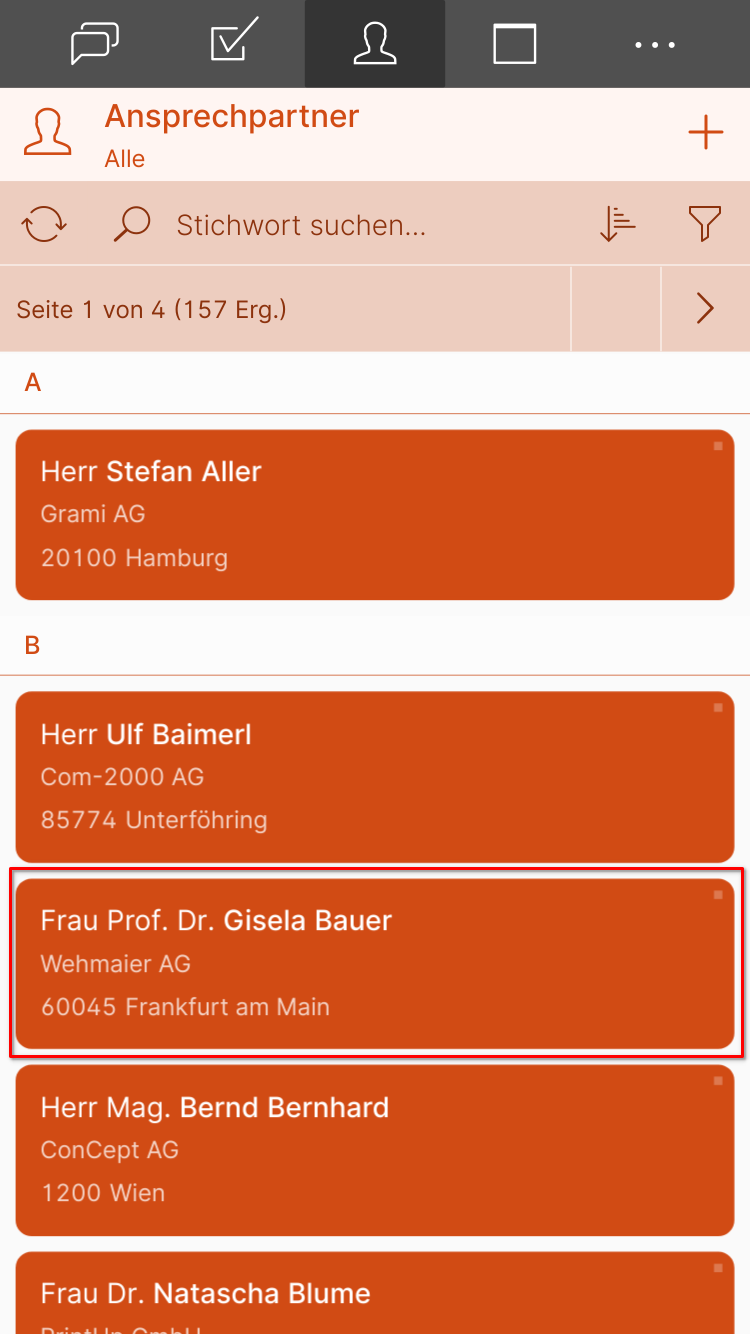 Ansprechpartner
Alle
Stichwort suchen...
Seite 1 von 4 (157 Erg.)
A
Herr Stefan Aller
Grami AG
20100 Hamburg
B
Herr Ulf Baimerl
Com-2000 AG
85774 Unterföhring
Frau Prof. Dr. Gisela Bauer
Wehmaier AG
60045 Frankfurt am Main
Herr Mag. Bernd Bernhard
ConCept AG
1200 Wien
Frau Dr. Natascha Blume